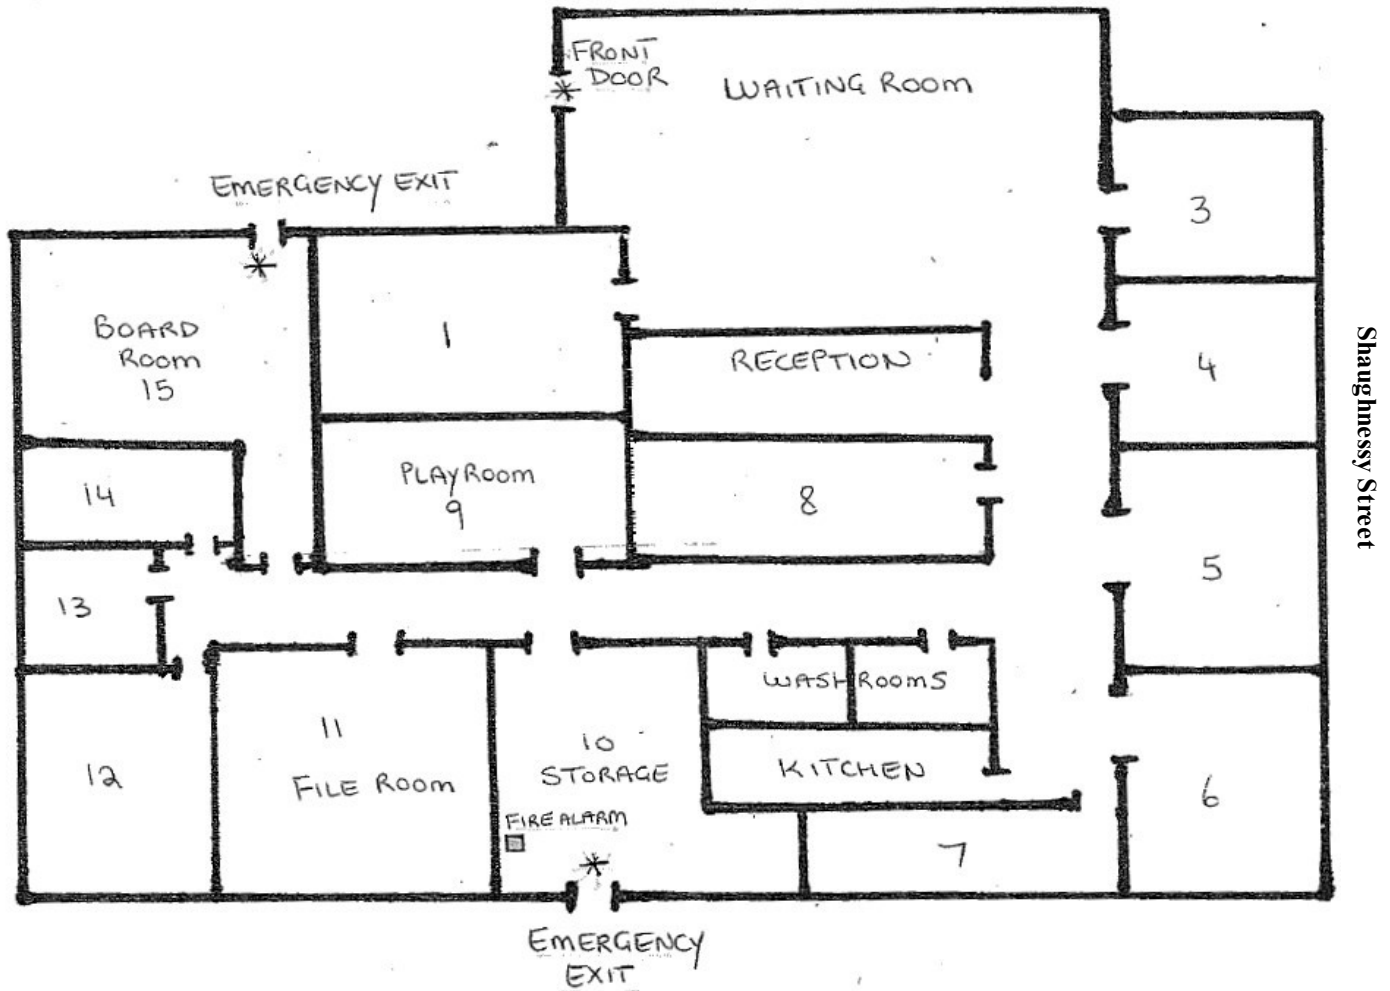 FRONT
DOOR
WAITING ROOM
EMERGENCY EXIT
3
BOARD
ROOM
15
1
RECEPTION
4
Shaughnessy Street
14
PLAYROOM
9
8
5
13
WASHROOMS
11
FILE ROOM
10
STORAGE
KITCHEN
12
6
FIRE ALARM
7
EMERGENCY
EXIT